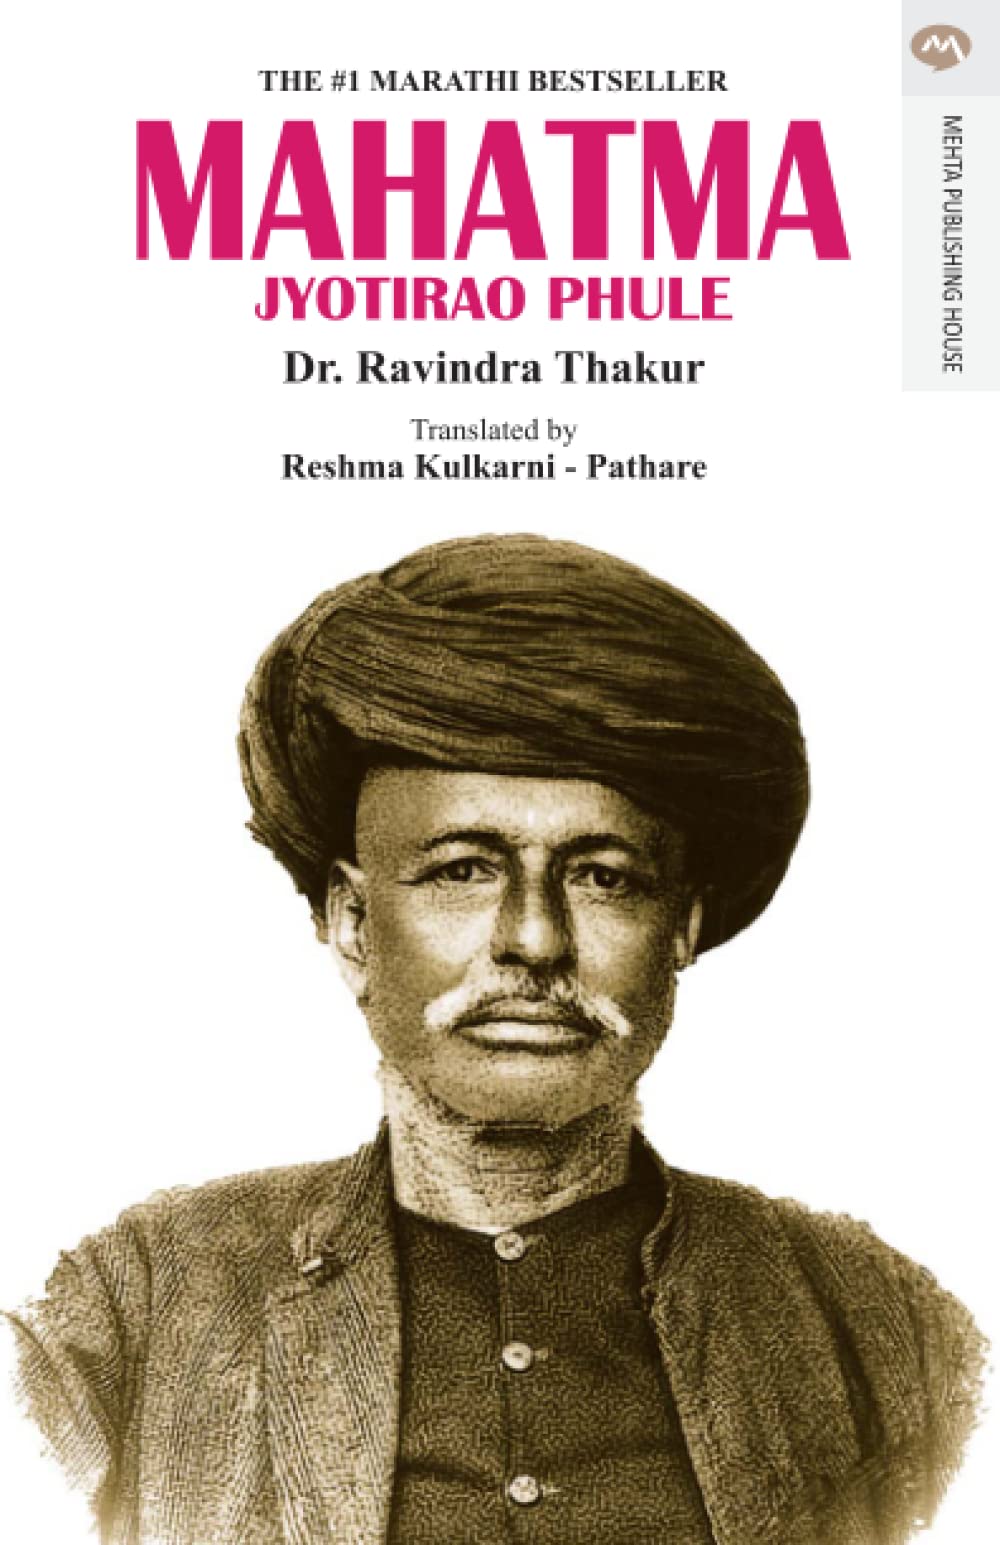 THE #1 MARATHI BESTSELLER
MAHATMA
JYOTIRAO PHULE
Dr. Ravindra Thakur
Translated by
Reshma Kulkarni - Pathare
MEHTA PUBLISHING HOUSE